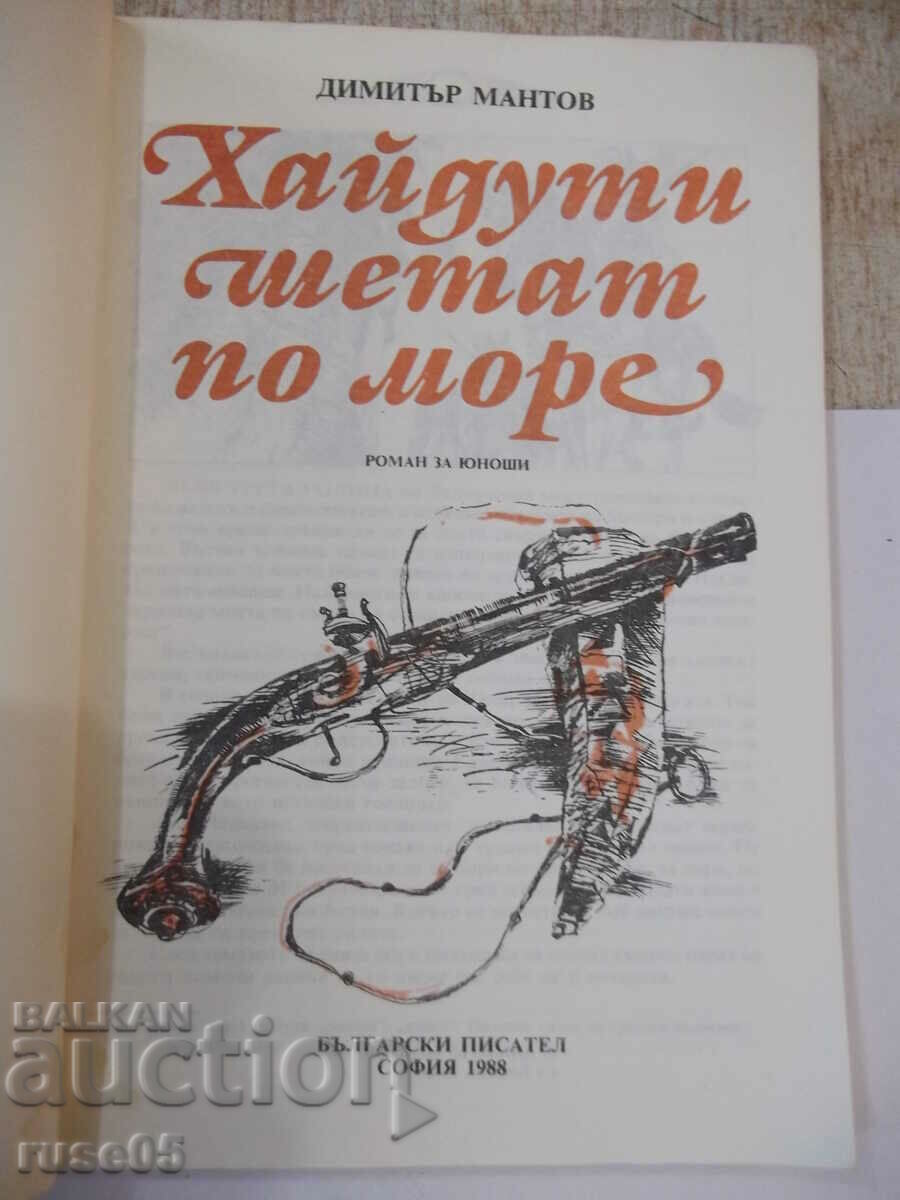 ДИМИТЪР МАНТОВ
Хайдути
шетат
по море
РОМАН ЗА ЮНОШИ
БЪЛГАРСКИ ПИСАТЕЛ
СОФИЯ 1988
BALKAN
auction
ruse05